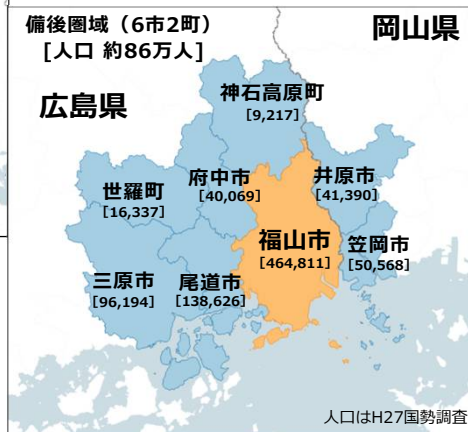 備後圏域（6市2町）
[人口 約86万人]
岡山県
広島県
神石高原町
[9,217]
世羅町
[16,337]
府中市
[40,069]
井原市
[41,390]
福山市
[464,811]
笠岡市
[50,568]
三原市
[96,194]
尾道市
[138,626]
人口はH27国勢調査